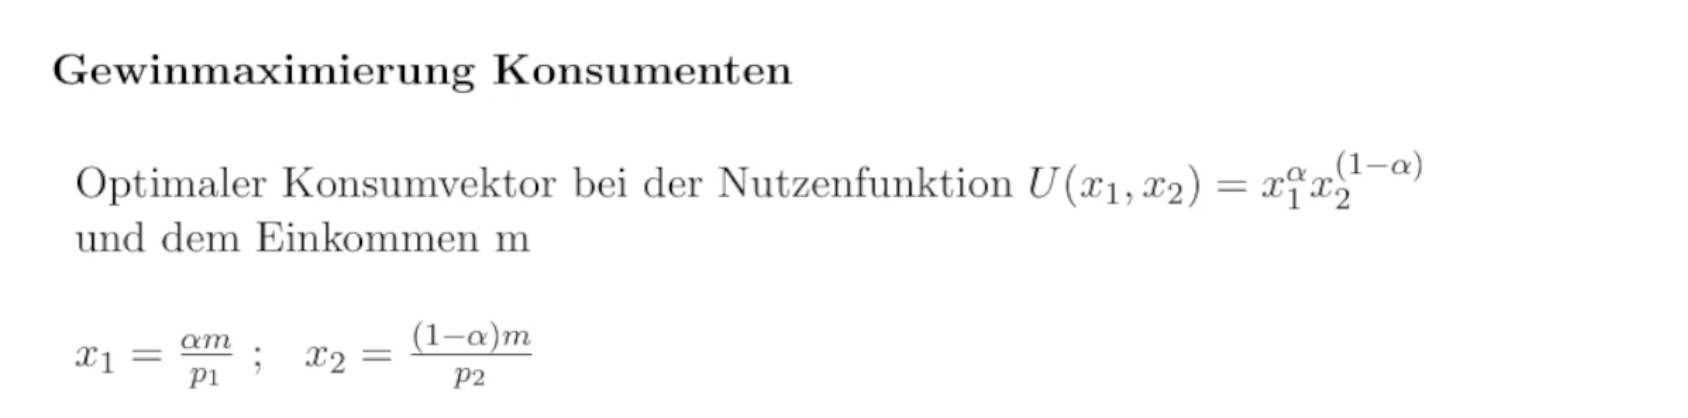 Gewinmaximierung Konsumenten
Optimaler Konsumvektor bei der Nutzenfunktion $U(x_1, x_2) = x_1^{\alpha} x_2^{(1-\alpha)}$
und dem Einkommen m
$x_1 = \frac{\alpha m}{p_1}$ ; $x_2 = \frac{(1-\alpha)m}{p_2}$